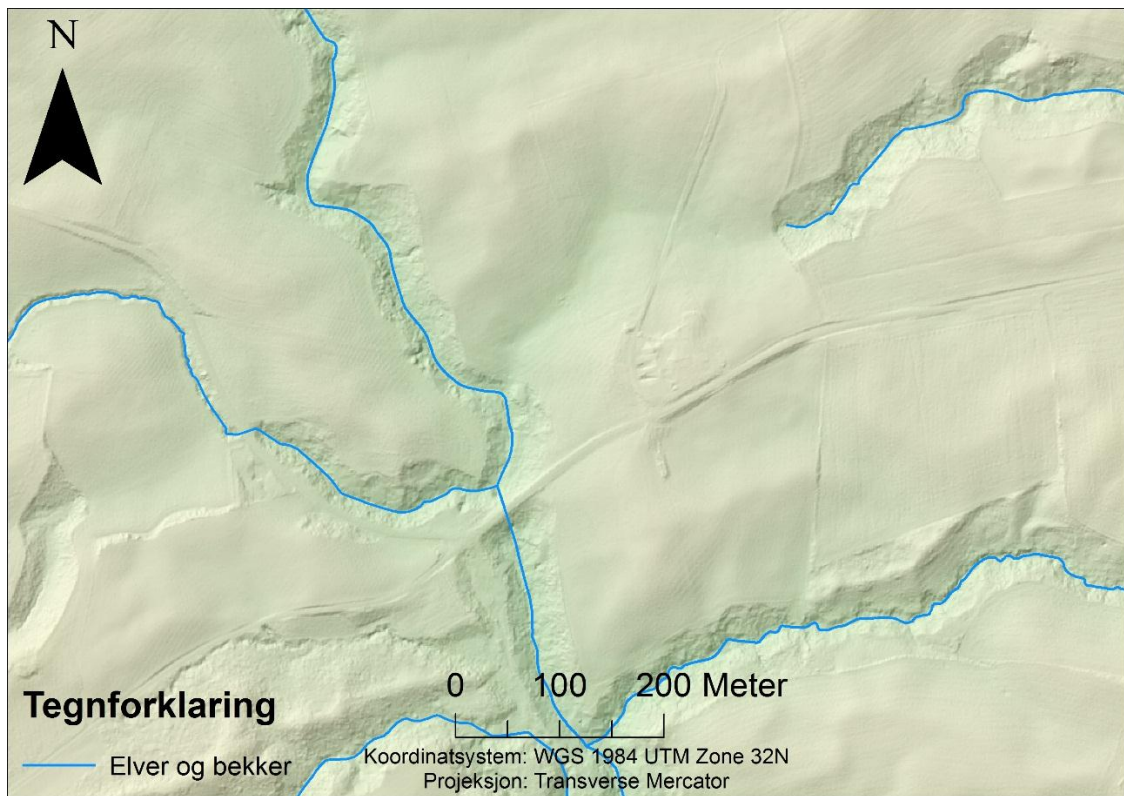 N
0 100 200 Meter
Tegnforklaring
Elver og bekker
Koordinatsystem: WGS 1984 UTM Zone 32N
Projeksjon: Transverse Mercator